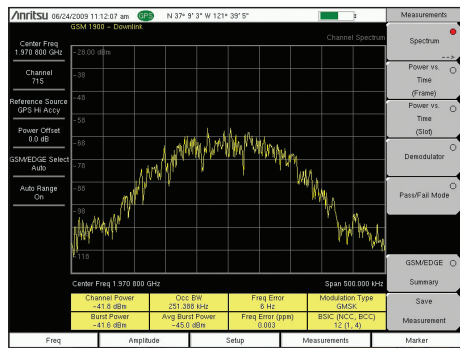 Anritsu 06/24/2009 11:12:07 am GPS N 37° 9' 3" W 121° 39' 5"
Measurements
GSM 1900 - Downlink
Channel Spectrum
Center Freq
1.970 800 GHz
Channel
715
Reference Source
GPS Hi Accy
Power Offset
0.0 dB
GSM/EDGE Select
Auto
Auto Range
On
-28.00 dBm
-38
-48
-58
-68
-78
-88
-98
-118
Center Freq 1.970 800 GHz
Span 500.000 kHz
Channel Power
-41.6 dBm
Occ BW
251.366 kHz
Freq Error
6 Hz
Modulation Type
GMSK
Burst Power
-41.6 dBm
Avg Burst Power
-45.0 dBm
Freq Error (ppm)
0.003
BSIC (NCC, BCC)
12 (1, 4)
Spectrum
-->
Power vs.
Time
(Frame)
Power vs.
Time
(Slot)
Demodulator
Pass/Fail Mode
GSM/EDGE
Summary
Save
Measurement
Freq
Amplitude
Setup
Measurements
Marker